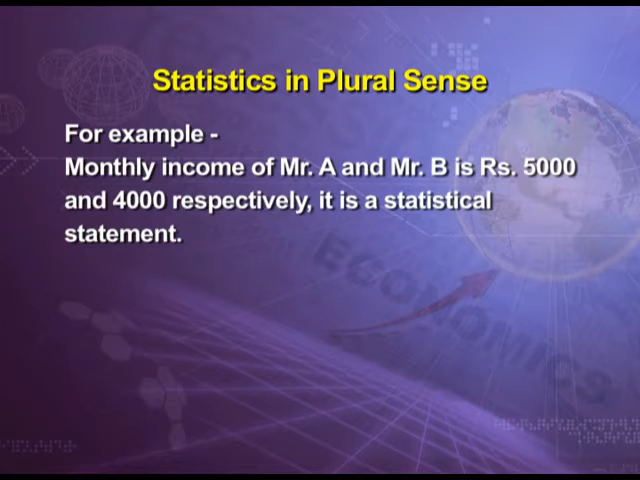 Statistics in Plural Sense
For example -
Monthly income of Mr. A and Mr. B is Rs. 5000
and 4000 respectively, it is a statistical
statement.
ECONOMICS